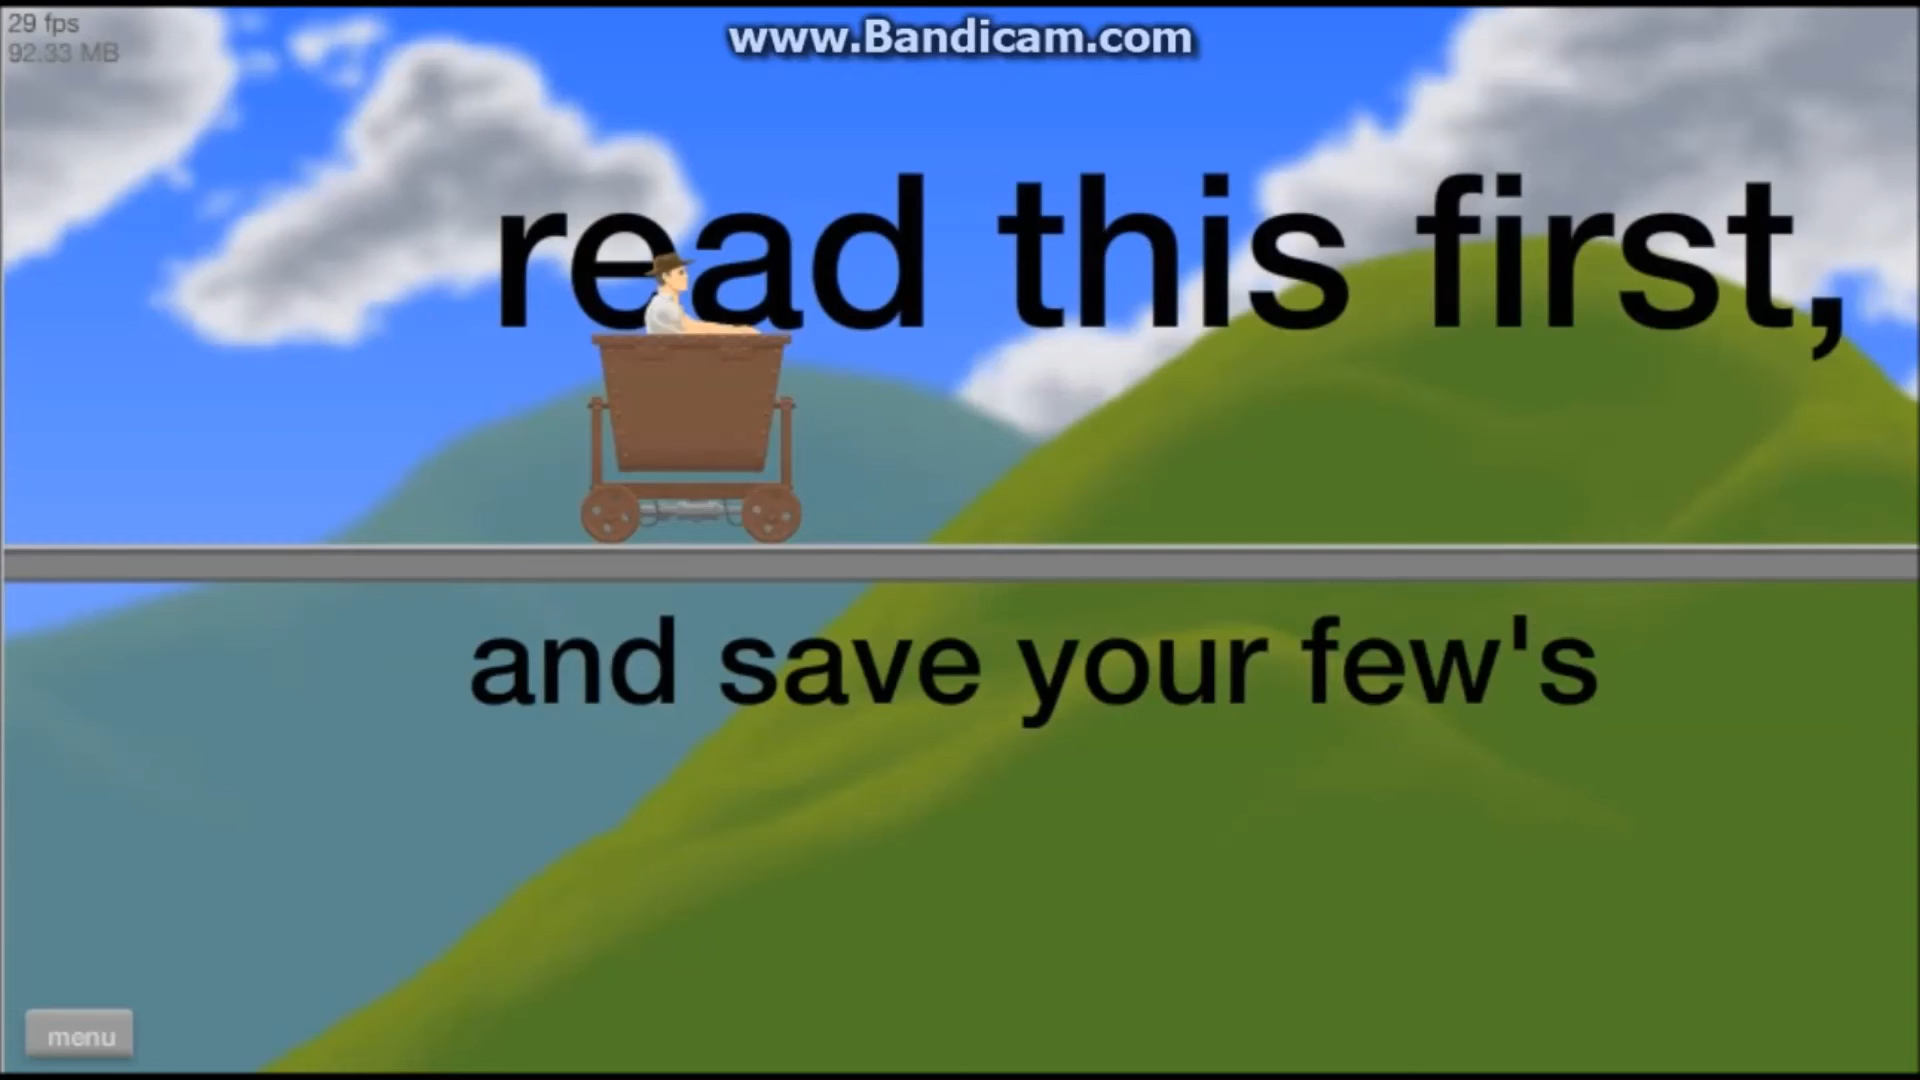 29 fps
92.33 MB
www.Bandicam.com
read this first,
and save your few's
menu